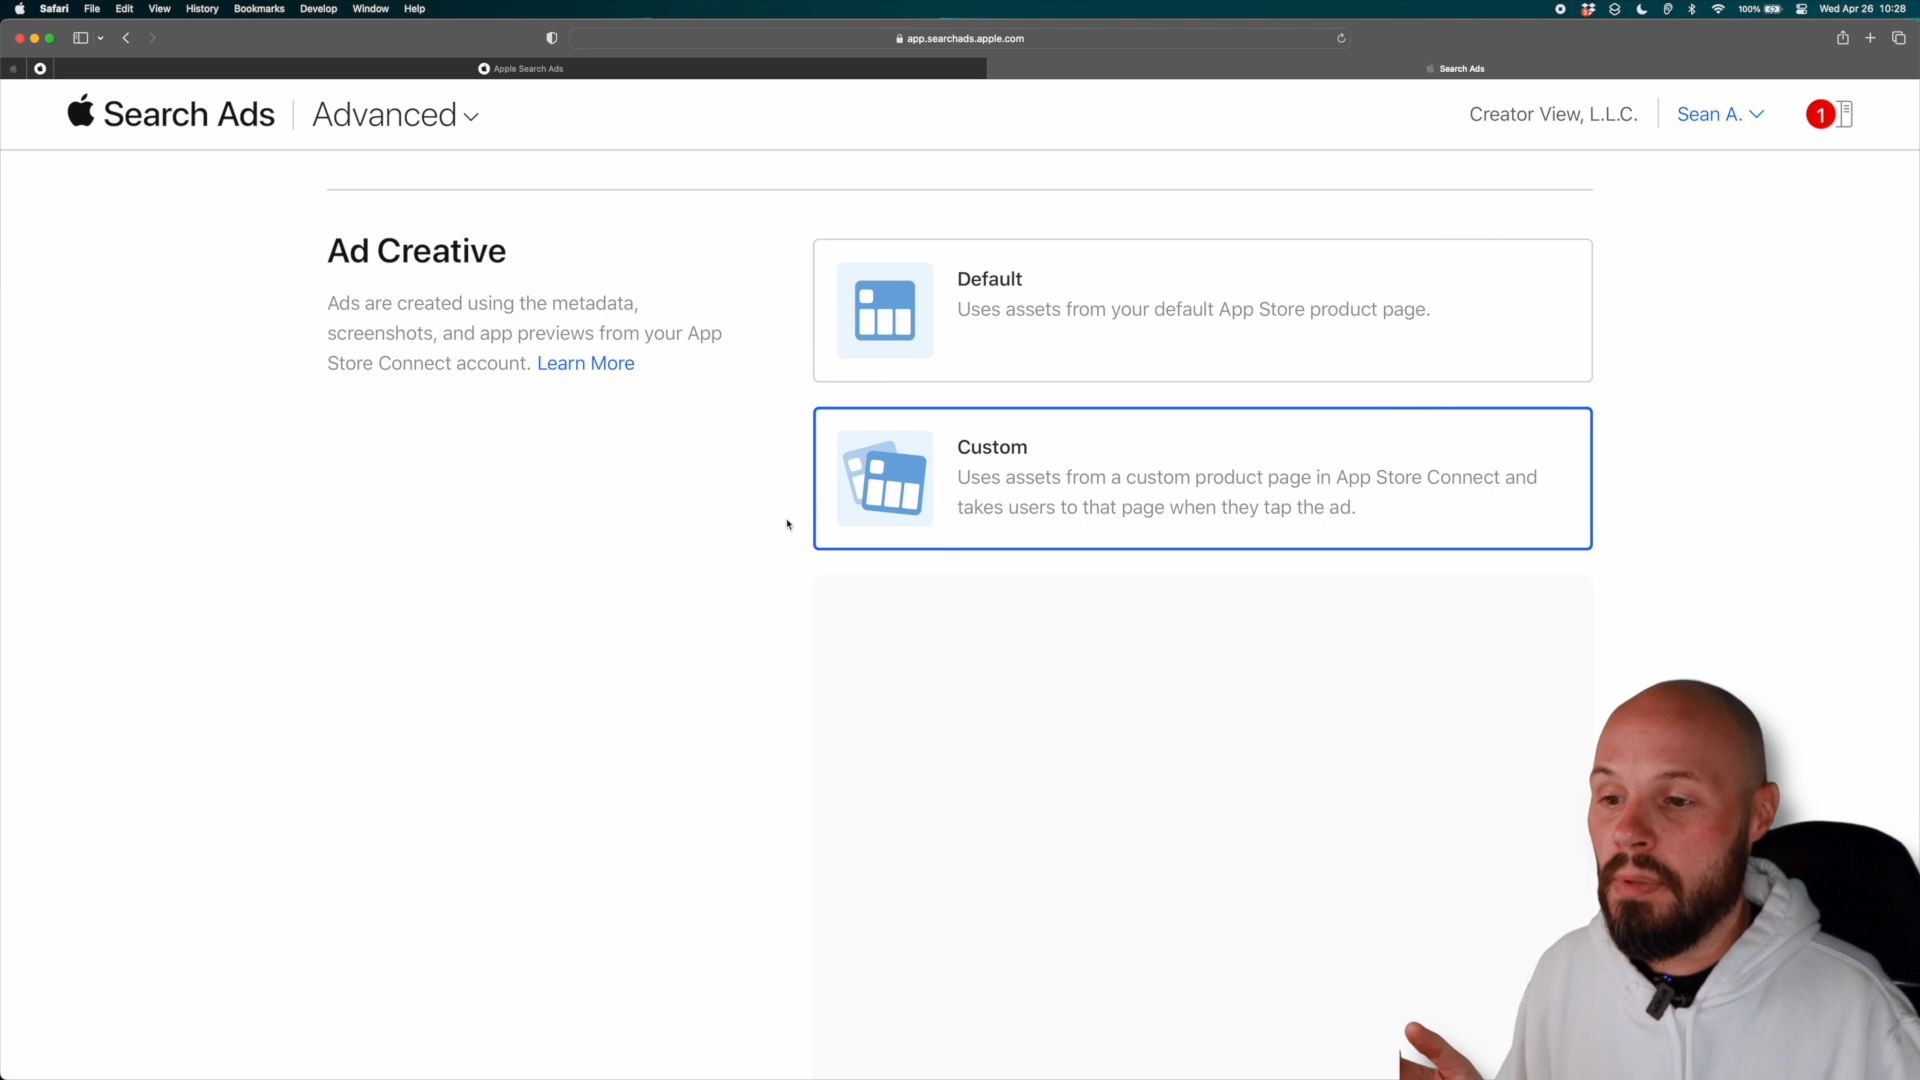 Safari File Edit View History Bookmarks Develop Window Help 100% Wed Apr 26 10:28
app.searchads.apple.com
Apple Search Ads Search Ads
Search Ads Advanced Creator View, L.L.C. Sean A. 1
Ad Creative
Ads are created using the metadata,
screenshots, and app previews from your App
Store Connect account. Learn More
Default
Uses assets from your default App Store product page.
Custom
Uses assets from a custom product page in App Store Connect and
takes users to that page when they tap the ad.